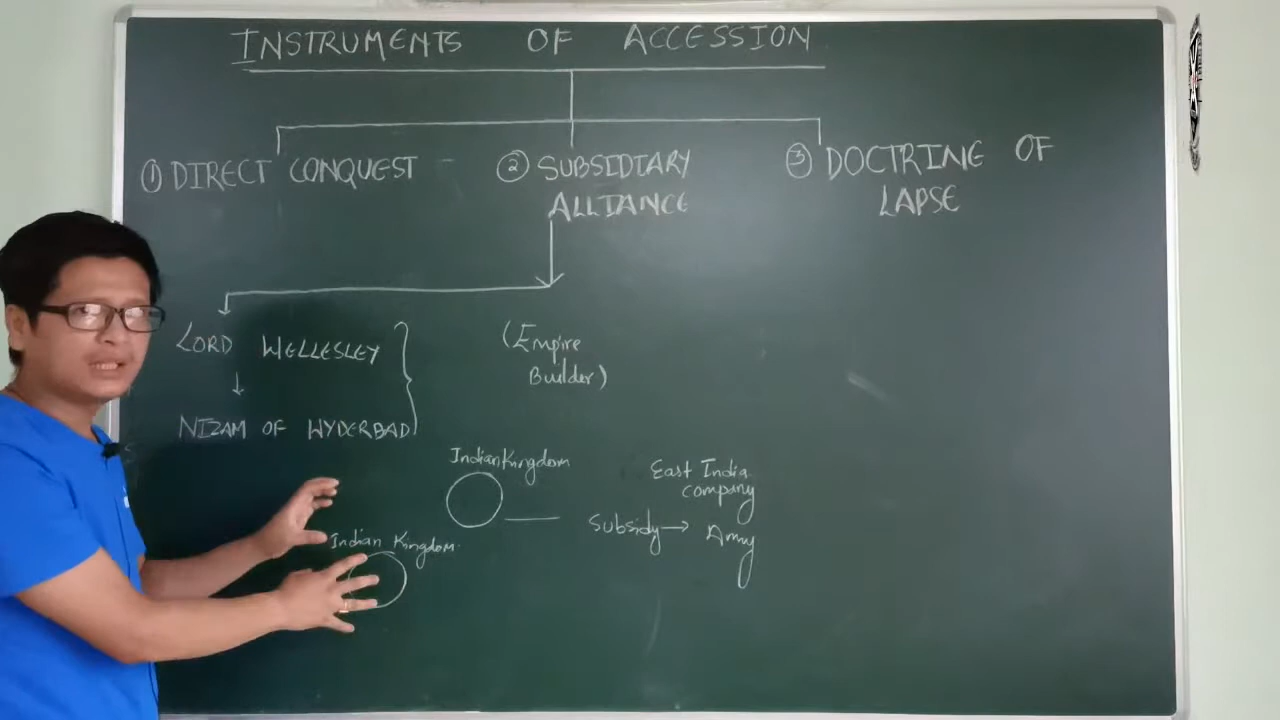 INSTRUMENTS OF ACCESSION
① DIRECT CONQUEST
② SUBSIDIARY
ALLIANCE
③ DOCTRINE OF
LAPSE
LORD WELLESLEY
NIZAM OF HYDERBAD
(Empire
Builder)
Indian Kingdom
East India
company
Subsidy → Army
Indian Kingdom